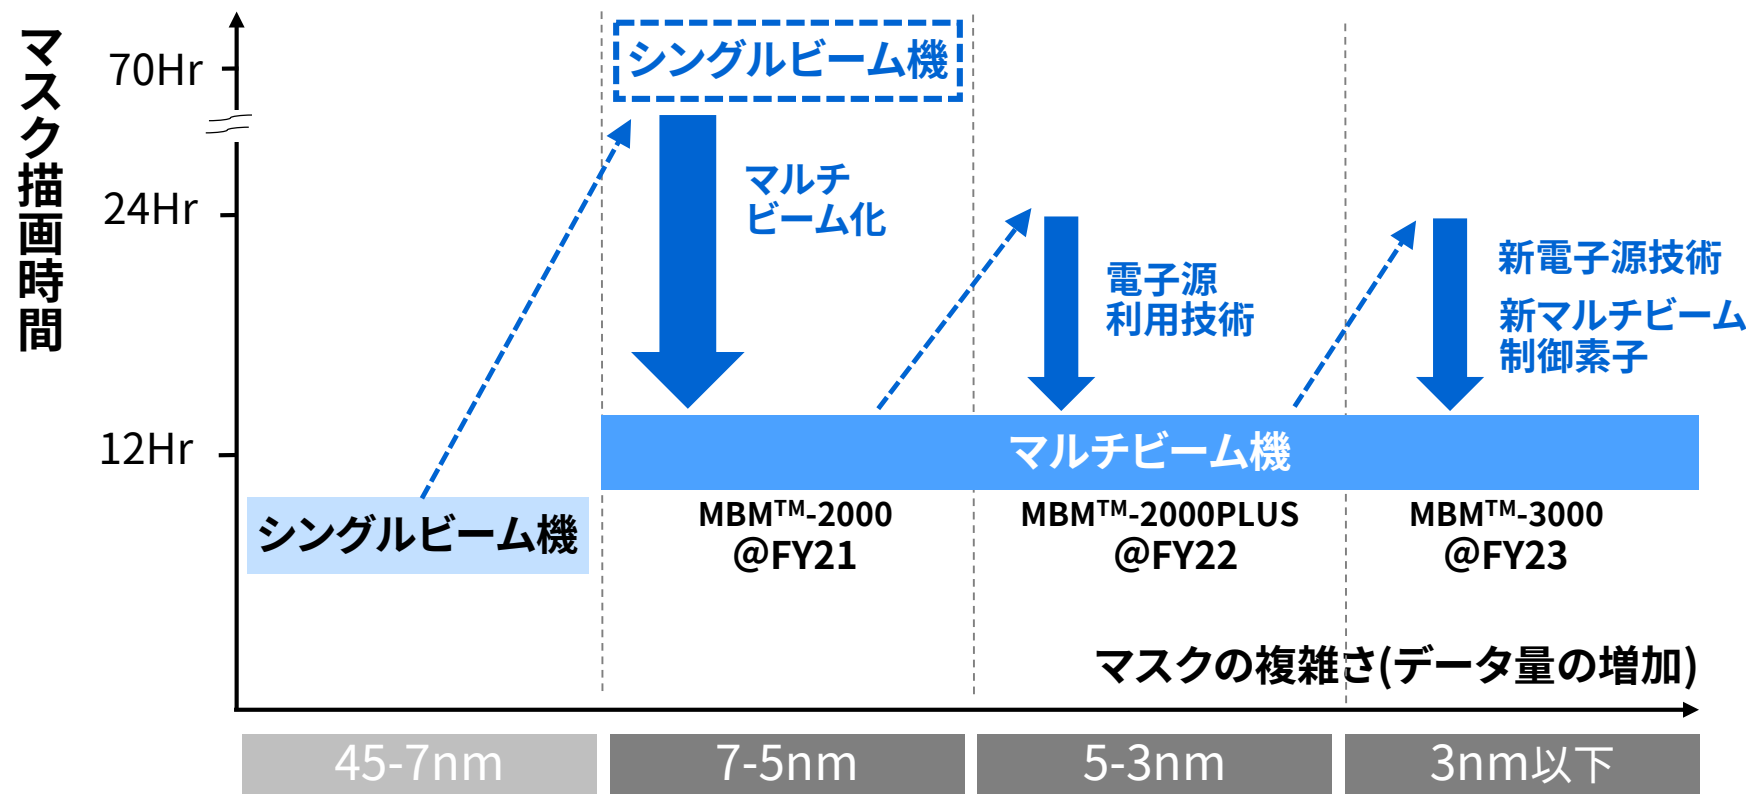 マスク描画時間
70Hr
24Hr
12Hr
シングルビーム機
マルチ
ビーム化
電子源
利用技術
新電子源技術
新マルチビーム
制御素子
マルチビーム機
シングルビーム機
MBM™-2000
@FY21
MBM™-2000PLUS
@FY22
MBM™-3000
@FY23
マスクの複雑さ(データ量の増加)
45-7nm
7-5nm
5-3nm
3nm以下